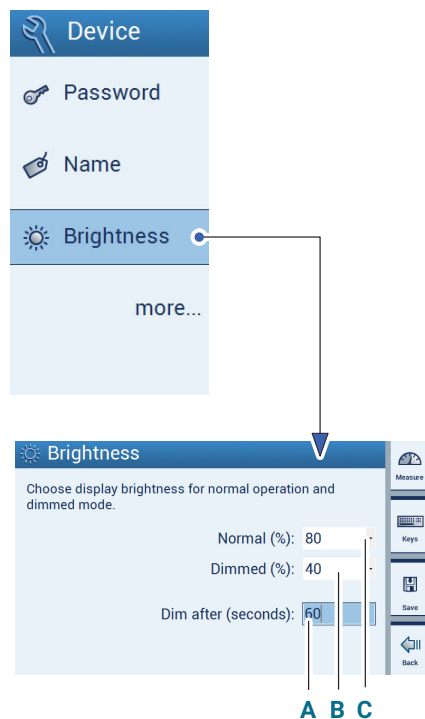 Device
Password
Name
Brightness
more...
Brightness
Choose display brightness for normal operation and
dimmed mode.
Normal (%): 80
Dimmed (%): 40
Dim after (seconds): 60
Measure
Keys
Save
Back
A B C